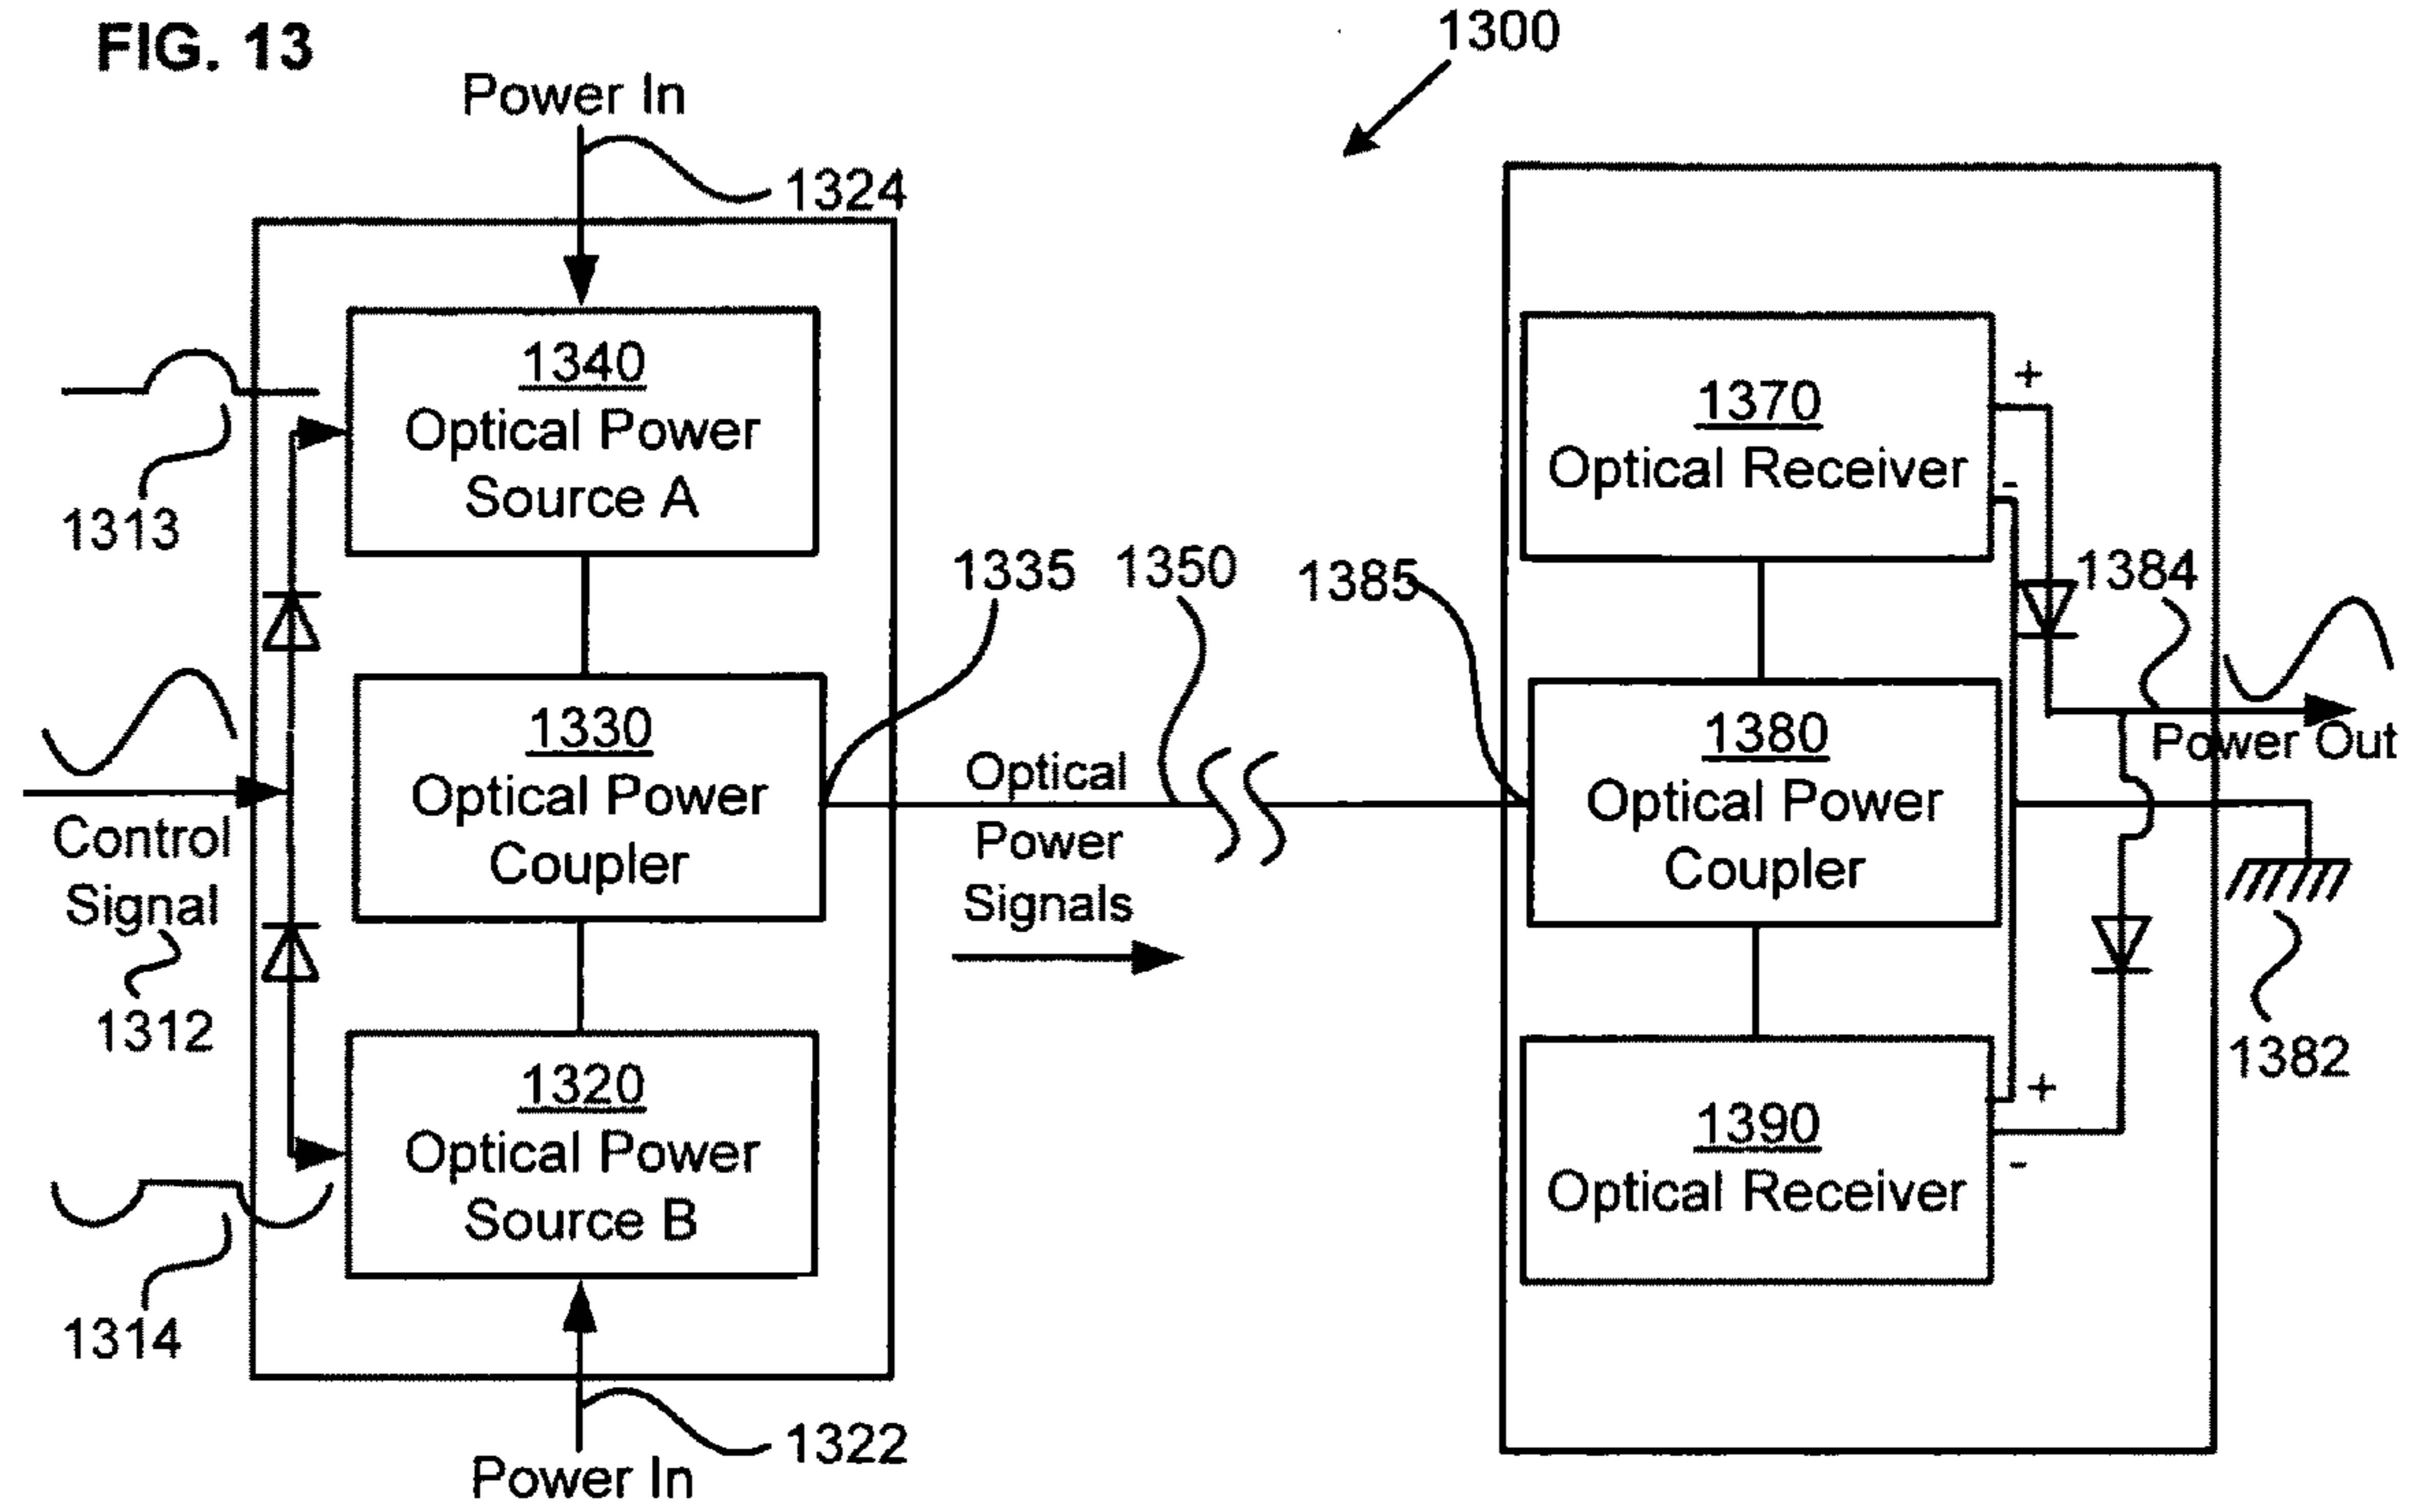 FIG. 13
1300
Power In
1324
1340
Optical Power
Source A
1313
1335
1350
1385
1370
Optical Receiver
+
-
1384
1330
Optical Power
Coupler
Control
Signal
1312
Optical
Power
Signals
1380
Optical Power
Coupler
Power Out
1382
1320
Optical Power
Source B
1314
1390
Optical Receiver
+
-
1322
Power In